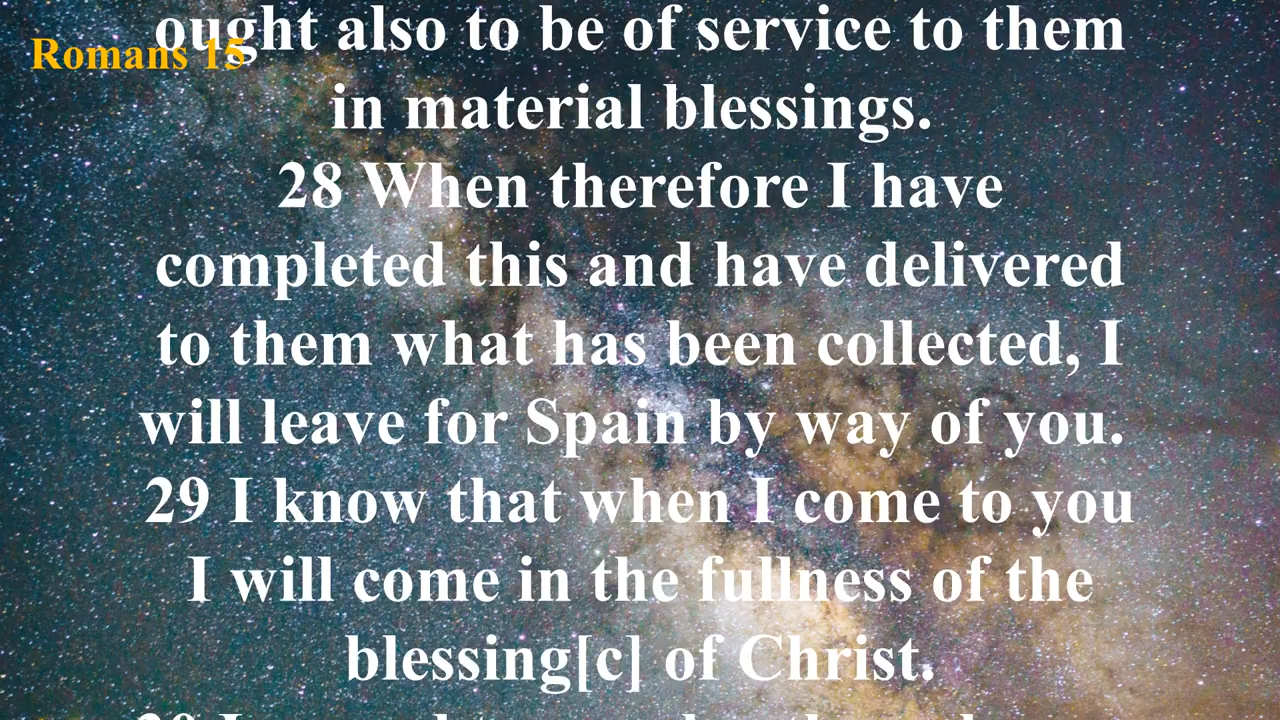 Romans 15
ought also to be of service to them
in material blessings.
28 When therefore I have
completed this and have delivered
to them what has been collected, I
will leave for Spain by way of you.
29 I know that when I come to you
I will come in the fullness of the
blessing[c] of Christ.